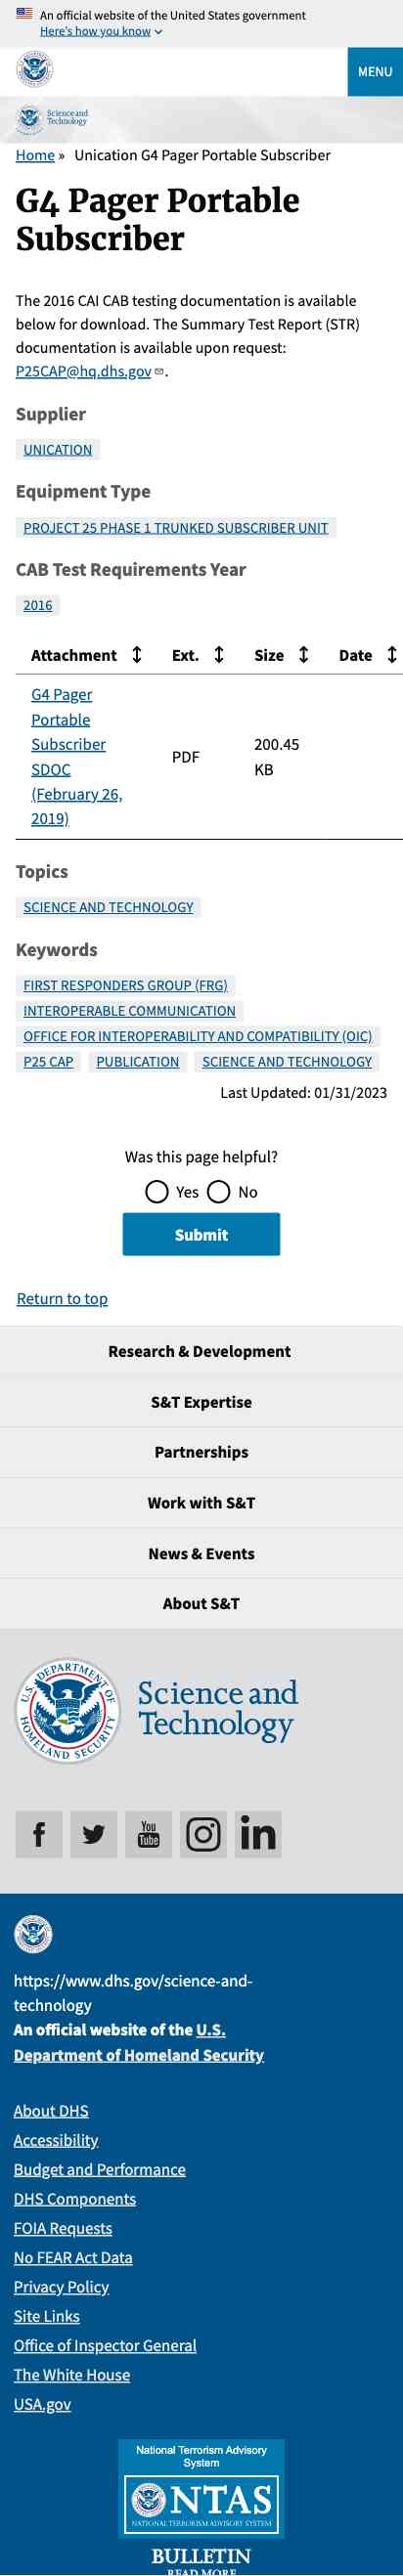 An official website of the United States government
Here's how you know
MENU
Science and
Technology
Home » Unication G4 Pager Portable Subscriber
G4 Pager Portable
Subscriber
The 2016 CAI CAB testing documentation is available
below for download. The Summary Test Report (STR)
documentation is available upon request:
P25CAP@hq.dhs.gov.
Supplier
UNICATION
Equipment Type
PROJECT 25 PHASE 1 TRUNKED SUBSCRIBER UNIT
CAB Test Requirements Year
2016
Attachment Ext. Size Date
G4 Pager
Portable
Subscriber
SDOC
(February 26,
2019)
PDF
200.45
KB
Topics
SCIENCE AND TECHNOLOGY
Keywords
FIRST RESPONDERS GROUP (FRG)
INTEROPERABLE COMMUNICATION
OFFICE FOR INTEROPERABILITY AND COMPATIBILITY (OIC)
P25 CAP PUBLICATION SCIENCE AND TECHNOLOGY
Last Updated: 01/31/2023
Was this page helpful?
Yes No
Submit
Return to top
Research & Development
S&T Expertise
Partnerships
Work with S&T
News & Events
About S&T
U.S. DEPARTMENT OF
HOMELAND SECURITY
Science and
Technology
You
Tube
https://www.dhs.gov/science-and-
technology
An official website of the U.S.
Department of Homeland Security
About DHS
Accessibility
Budget and Performance
DHS Components
FOIA Requests
No FEAR Act Data
Privacy Policy
Site Links
Office of Inspector General
The White House
USA.gov
National Terrorism Advisory
System
NTAS
NATIONAL TERRORISM ADVISORY SYSTEM
BULLETIN
READ MORE